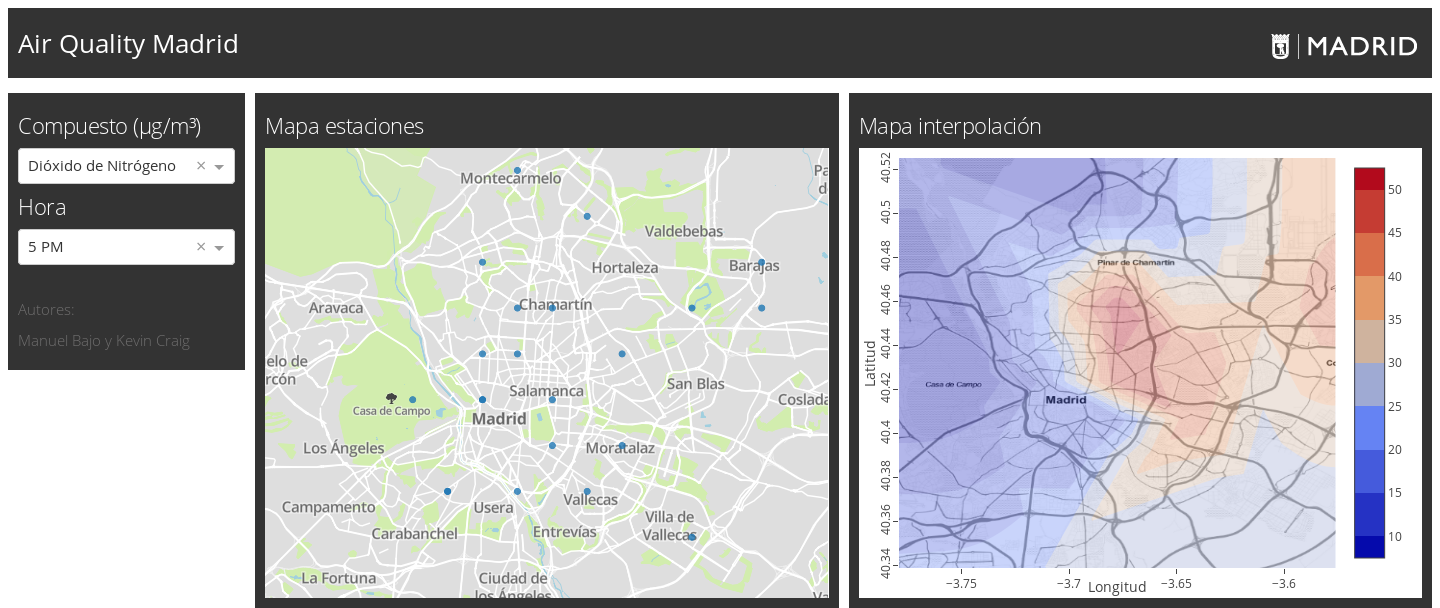 Air Quality Madrid
MADRID
Compuesto (µg/m³)
Dióxido de Nitrógeno
×
Hora
5 PM
×
Autores:
Manuel Bajo y Kevin Craig
Mapa estaciones
Montecarmelo
Pa
d
Valdebebas
Hortaleza
Barajas
Aravaca
Chamartín
elo de
rcón
Salamanca
San Blas
Casa de Campo
Coslada
Madrid
Los Ángeles
Moratalaz
Campamento
Usera
Vallecas
Carabanchel
Entrevías
Villa de
Vallecas
La Fortuna
Ciudad de
los Ángeles
Va
Mapa interpolación
40.52
40.5
40.48
40.46
40.44
40.42
40.4
40.38
40.36
40.34
Latitud
Pinar de Chamartín
Casa de Campo
Madrid
Co
−3.75
−3.7
−3.65
−3.6
Longitud
50
45
40
35
30
25
20
15
10